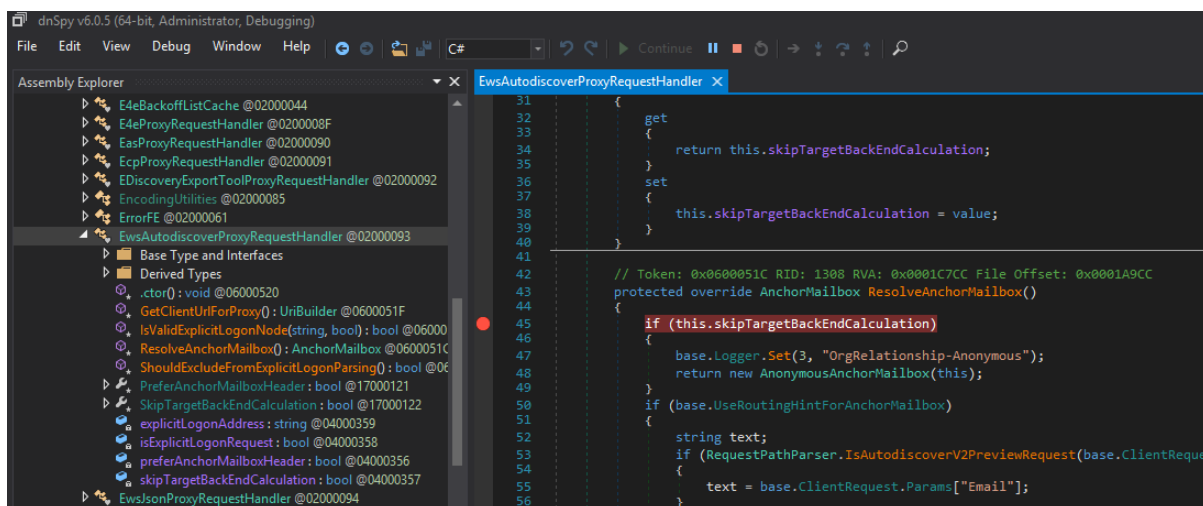 dnSpy v6.0.5 (64-bit, Administrator, Debugging)
File Edit View Debug Window Help C# Continue
Assembly Explorer
E4eBackoffListCache @02000044
E4eProxyRequestHandler @0200008F
EasProxyRequestHandler @02000090
EcpProxyRequestHandler @02000091
EDiscoveryExportToolProxyRequestHandler @02000092
EncodingUtilities @02000085
ErrorFE @02000061
EwsAutodiscoverProxyRequestHandler @02000093
Base Type and Interfaces
Derived Types
.ctor() : void @06000520
GetClientUrlForProxy() : UriBuilder @0600051F
IsValidExplicitLogonNode(string, bool) : bool @06000
ResolveAnchorMailbox() : AnchorMailbox @0600051C
ShouldExcludeFromExplicitLogonParsing() : bool @06
PreferAnchorMailboxHeader : bool @17000121
SkipTargetBackEndCalculation : bool @17000122
explicitLogonAddress : string @04000359
isExplicitLogonRequest : bool @04000358
preferAnchorMailboxHeader : bool @04000356
skipTargetBackEndCalculation : bool @04000357
EwsJsonProxyRequestHandler @02000094
EwsAutodiscoverProxyRequestHandler
31 {
32 get
33 {
34 return this.skipTargetBackEndCalculation;
35 }
36 set
37 {
38 this.skipTargetBackEndCalculation = value;
39 }
40 }
41
42 // Token: 0x0600051C RID: 1308 RVA: 0x0001C7CC File Offset: 0x0001A9CC
43 protected override AnchorMailbox ResolveAnchorMailbox()
44 {
45 if (this.skipTargetBackEndCalculation)
46 {
47 base.Logger.Set(3, "OrgRelationship-Anonymous");
48 return new AnonymousAnchorMailbox(this);
49 }
50 if (base.UseRoutingHintForAnchorMailbox)
51 {
52 string text;
53 if (RequestPathParser.IsAutodiscoverV2PreviewRequest(base.ClientReque
54 {
55 text = base.ClientRequest.Params["Email"];
56 }